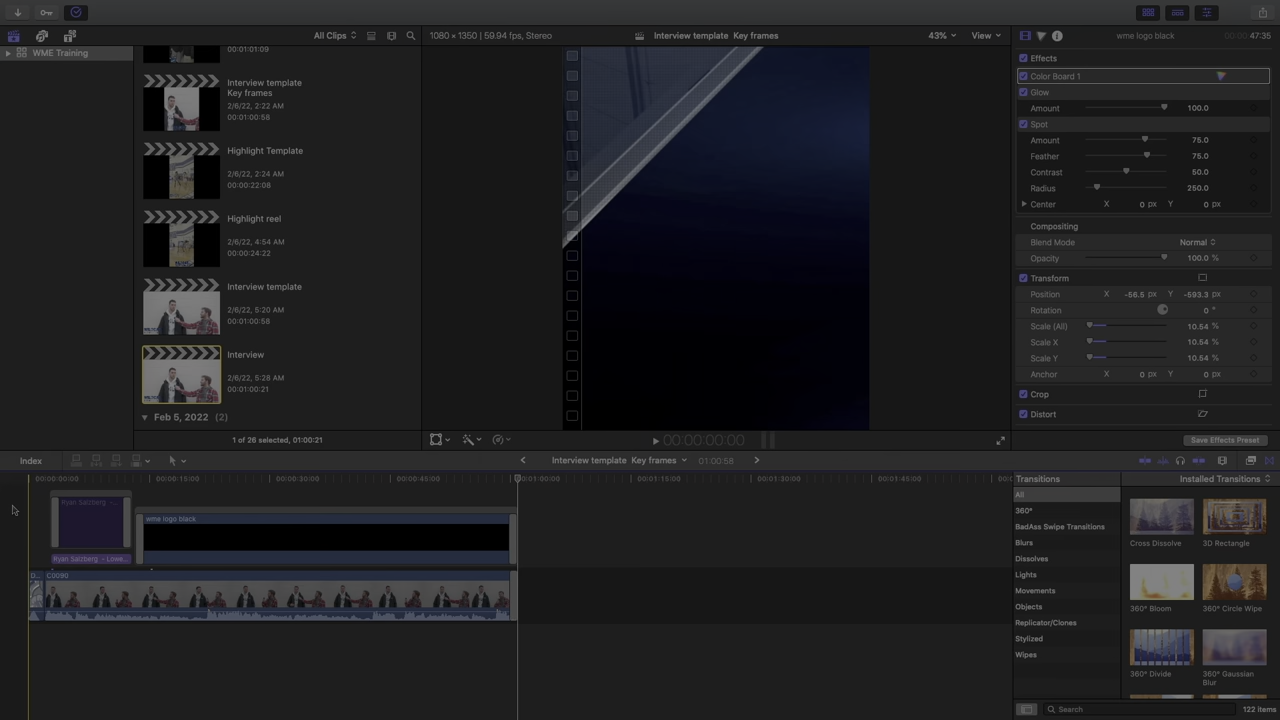 All Clips
1080 × 1350 | 59.94 fps, Stereo
Interview template Key frames
43%
View
wme logo black
00:00 47:35
WME Training
00:00:01:09
Interview template
Key frames
2/6/22, 2:22 AM
00:01:00:58
Highlight Template
2/6/22, 2:24 AM
00:00:22:08
Highlight reel
2/6/22, 4:54 AM
00:00:24:22
Interview template
2/6/22, 5:20 AM
00:01:00:58
Interview
2/6/22, 5:28 AM
00:01:00:21
Feb 5, 2022 (2)
1 of 26 selected, 01:00:21
00:00:00:00
Effects
Color Board 1
Glow
Amount 100.0
Spot
Amount 75.0
Feather 75.0
Contrast 50.0
Radius 250.0
Center X 0 px Y 0 px
Compositing
Blend Mode Normal
Opacity 100.0 %
Transform
Position X -56.5 px Y -593.3 px
Rotation 0 °
Scale (All) 10.54 %
Scale X 10.54 %
Scale Y 10.54 %
Anchor X 0 px Y 0 px
Crop
Distort
Save Effects Preset
Index
Interview template Key frames
01:00:58
00:00:00:00 00:00:15:00 00:00:30:00 00:00:45:00 00:01:00:00 00:01:15:00 00:01:30:00 00:01:45:00 00:
Ryan Salzberg -...
wme logo black
Ryan Salzberg - Lowe...
D... C0090
Transitions
Installed Transitions
All
360°
BadAss Swipe Transitions
Blurs
Dissolves
Lights
Movements
Objects
Replicator/Clones
Stylized
Wipes
Cross Dissolve
3D Rectangle
360° Bloom
360° Circle Wipe
360° Divide
360° Gaussian
Blur
Search
122 items